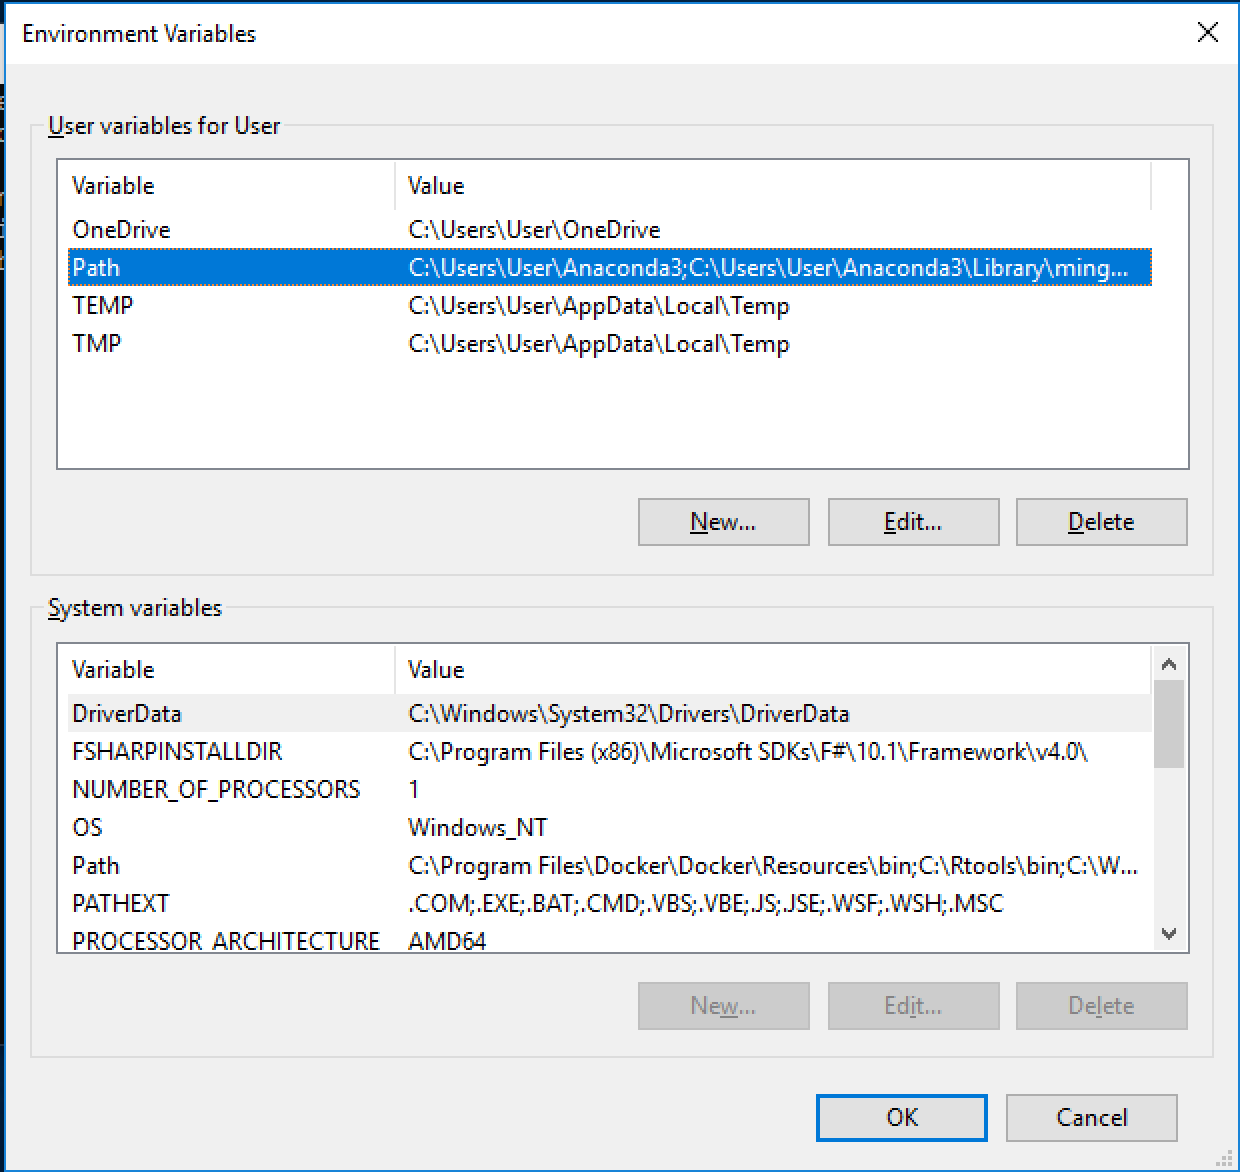 Environment Variables
User variables for User
Variable Value
OneDrive C:\Users\User\OneDrive
Path C:\Users\User\Anaconda3;C:\Users\User\Anaconda3\Library\ming...
TEMP C:\Users\User\AppData\Local\Temp
TMP C:\Users\User\AppData\Local\Temp
New... Edit... Delete
System variables
Variable Value
DriverData C:\Windows\System32\Drivers\DriverData
FSHARPINSTALLDIR C:\Program Files (x86)\Microsoft SDKs\F#\10.1\Framework\v4.0\
NUMBER_OF_PROCESSORS 1
OS Windows_NT
Path C:\Program Files\Docker\Docker\Resources\bin;C:\Rtools\bin;C:\W...
PATHEXT .COM;.EXE;.BAT;.CMD;.VBS;.VBE;.JS;.JSE;.WSF;.WSH;.MSC
PROCESSOR_ARCHITECTURE AMD64
New... Edit... Delete
OK Cancel